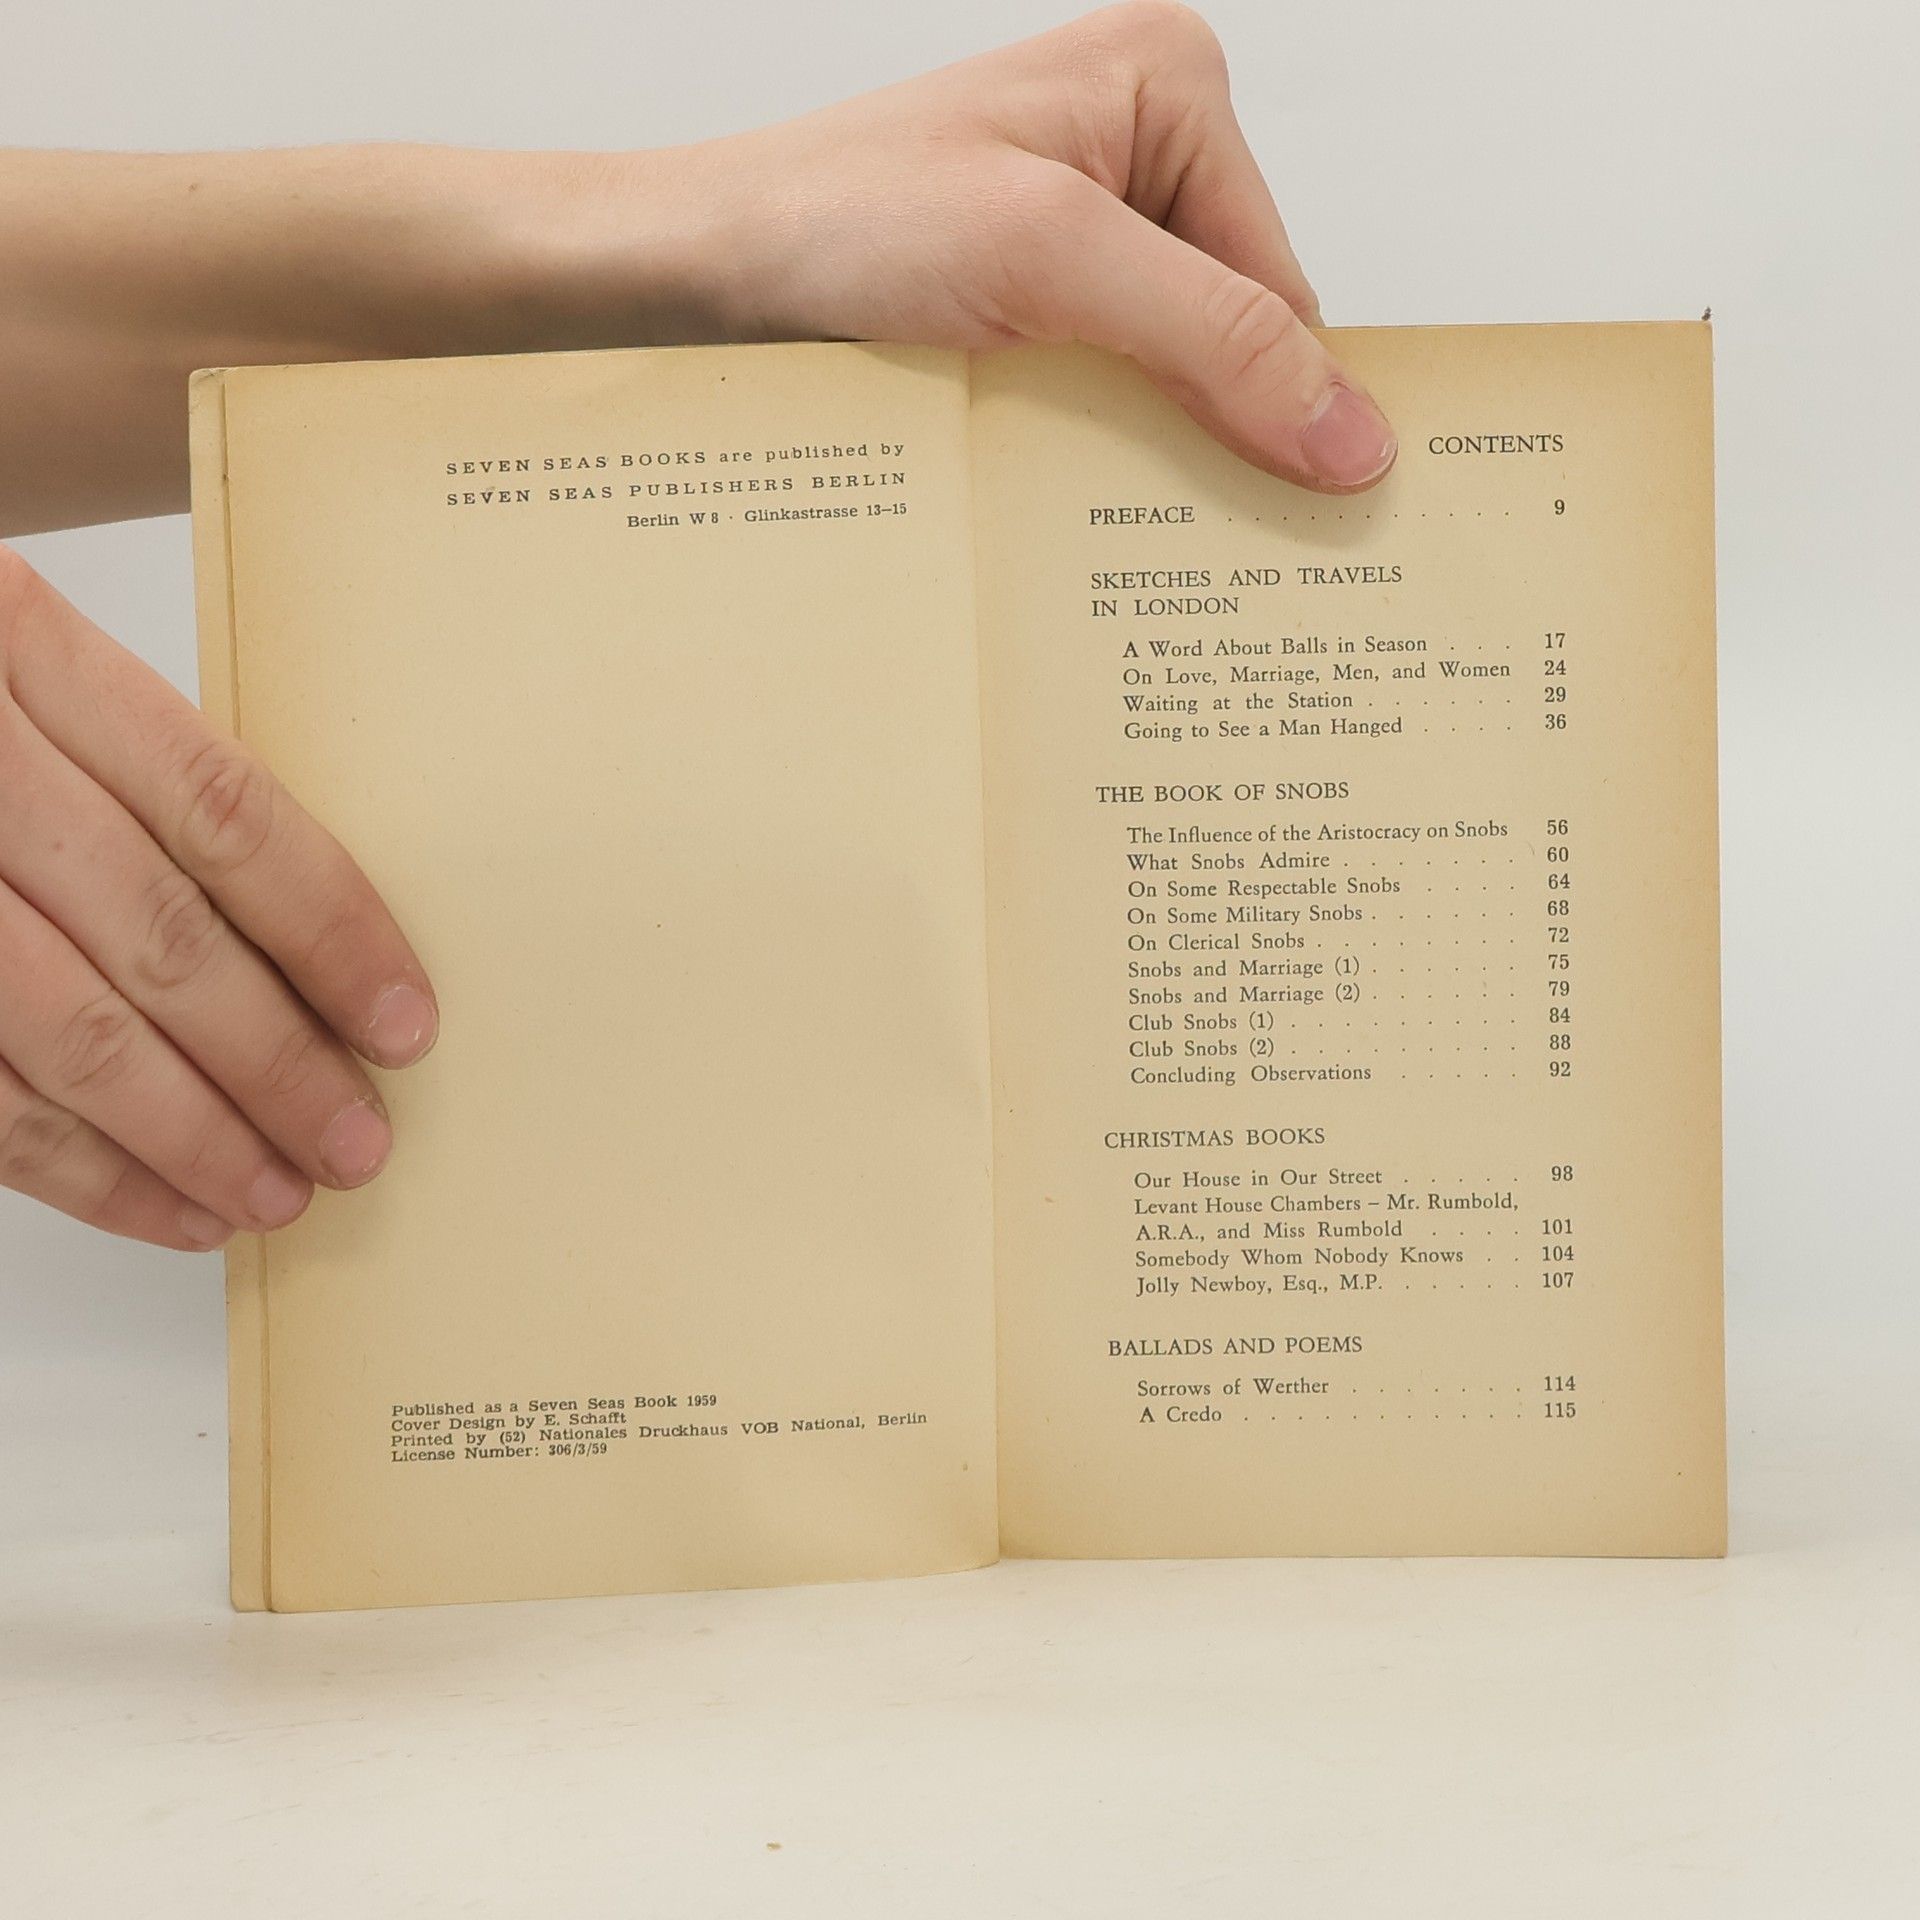 SEVEN SEAS BOOKS are published by
SEVEN SEAS PUBLISHERS BERLIN
Berlin W 8 · Glinkastrasse 13–15
Published as a Seven Seas Book 1959
Cover Design by E. Schafft
Printed by (52) Nationales Druckhaus VOB National, Berlin
License Number: 306/3/59
CONTENTS
PREFACE . . . . . . . . . . . 9
SKETCHES AND TRAVELS
IN LONDON
A Word About Balls in Season . . . 17
On Love, Marriage, Men, and Women 24
Waiting at the Station . . . . . . 29
Going to See a Man Hanged . . . . 36
THE BOOK OF SNOBS
The Influence of the Aristocracy on Snobs 56
What Snobs Admire . . . . . . . 60
On Some Respectable Snobs . . . . 64
On Some Military Snobs . . . . . . 68
On Clerical Snobs . . . . . . . . 72
Snobs and Marriage (1) . . . . . . 75
Snobs and Marriage (2) . . . . . . 79
Club Snobs (1) . . . . . . . . . 84
Club Snobs (2) . . . . . . . . . 88
Concluding Observations . . . . . 92
CHRISTMAS BOOKS
Our House in Our Street . . . . . 98
Levant House Chambers – Mr. Rumbold,
A.R.A., and Miss Rumbold . . . . 101
Somebody Whom Nobody Knows . . 104
Jolly Newboy, Esq., M.P. . . . . . 107
BALLADS AND POEMS
Sorrows of Werther . . . . . . . 114
A Credo . . . . . . . . . . . 115